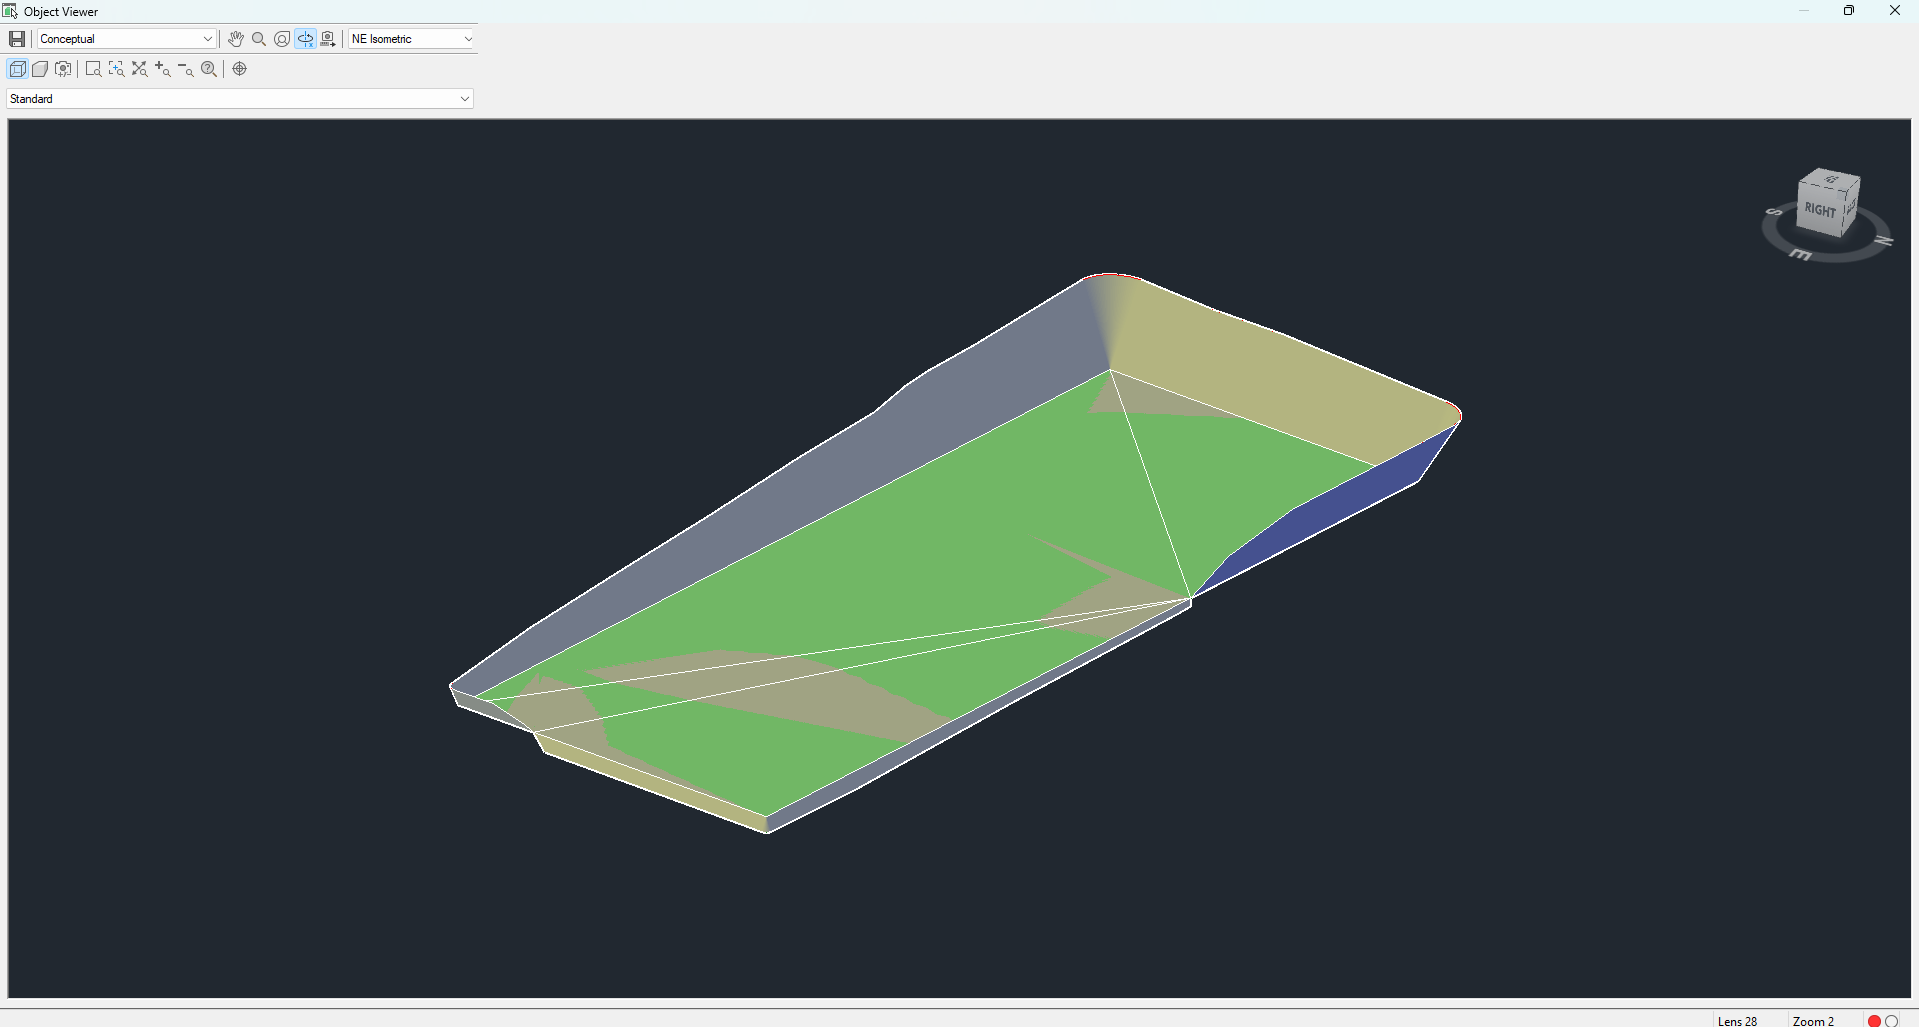 Object Viewer
Conceptual
NE Isometric
Standard
RIGHT
S
E
N
Lens 28
Zoom 2